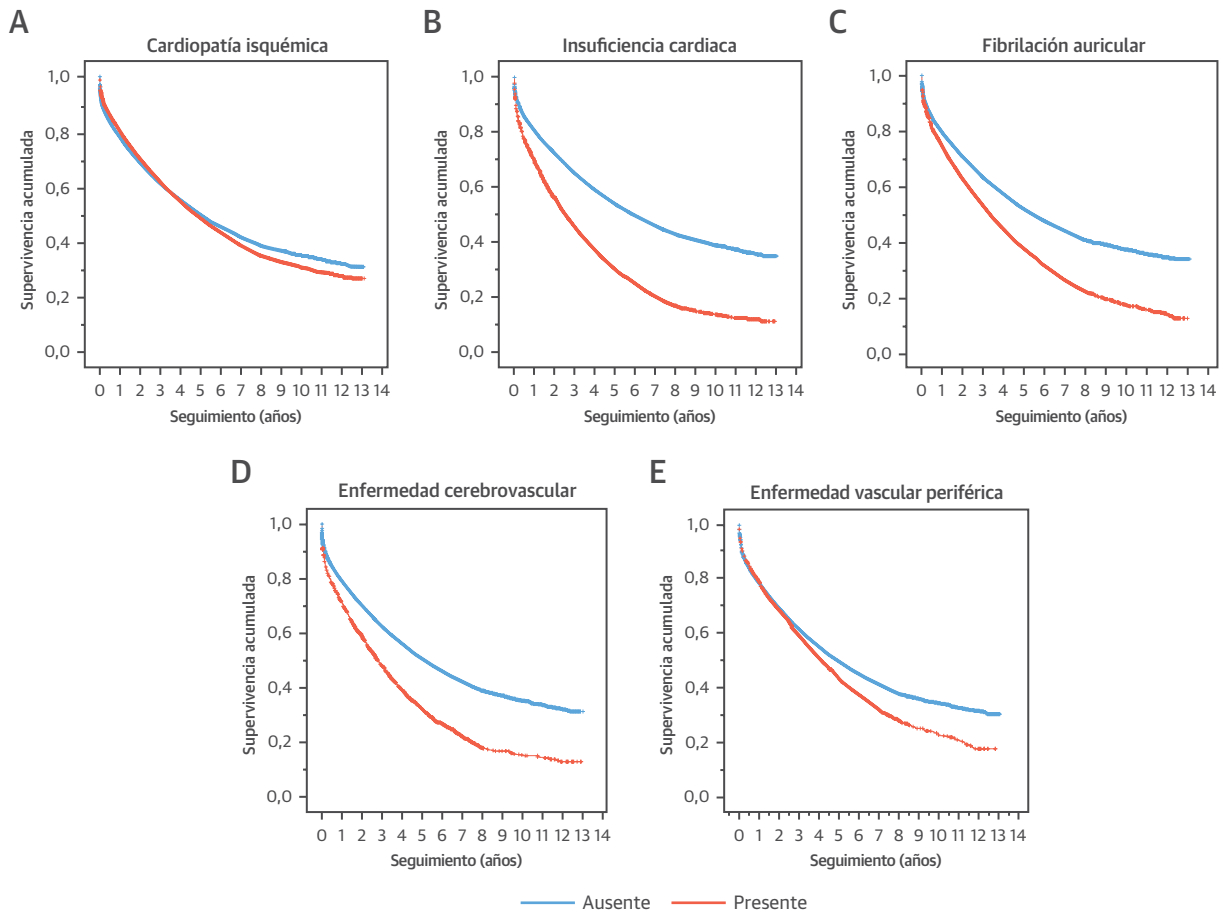 A
Cardiopatía isquémica
Supervivencia acumulada
1,0
0,8
0,6
0,4
0,2
0,0
0 1 2 3 4 5 6 7 8 9 10 11 12 13 14
Seguimiento (años)
B
Insuficiencia cardiaca
Supervivencia acumulada
1,0
0,8
0,6
0,4
0,2
0,0
0 1 2 3 4 5 6 7 8 9 10 11 12 13 14
Seguimiento (años)
C
Fibrilación auricular
Supervivencia acumulada
1,0
0,8
0,6
0,4
0,2
0,0
0 1 2 3 4 5 6 7 8 9 10 11 12 13 14
Seguimiento (años)
D
Enfermedad cerebrovascular
Supervivencia acumulada
1,0
0,8
0,6
0,4
0,2
0,0
0 1 2 3 4 5 6 7 8 9 10 11 12 13 14
Seguimiento (años)
E
Enfermedad vascular periférica
Supervivencia acumulada
1,0
0,8
0,6
0,4
0,2
0,0
0 1 2 3 4 5 6 7 8 9 10 11 12 13 14
Seguimiento (años)
Ausente Presente